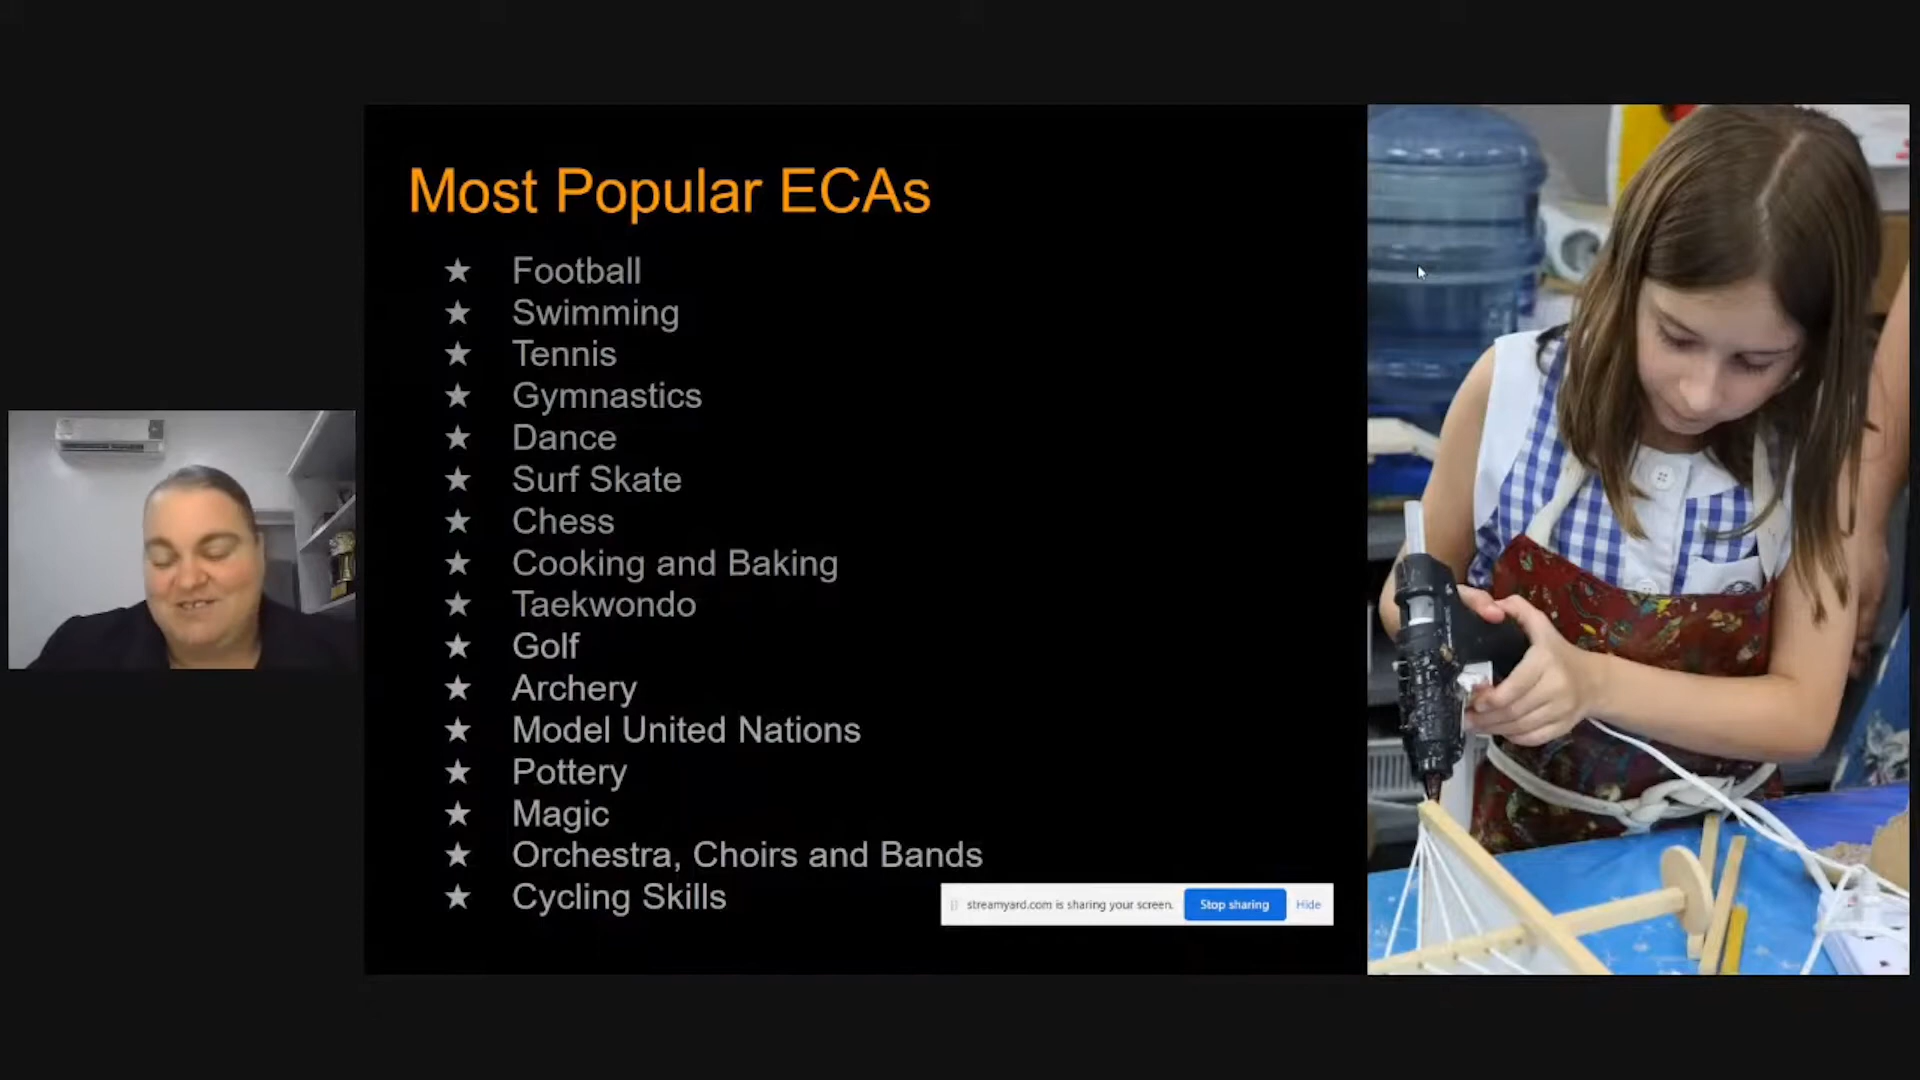 Most Popular ECAs
★ Football
★ Swimming
★ Tennis
★ Gymnastics
★ Dance
★ Surf Skate
★ Chess
★ Cooking and Baking
★ Taekwondo
★ Golf
★ Archery
★ Model United Nations
★ Pottery
★ Magic
★ Orchestra, Choirs and Bands
★ Cycling Skills
streamyard.com is sharing your screen. Stop sharing Hide